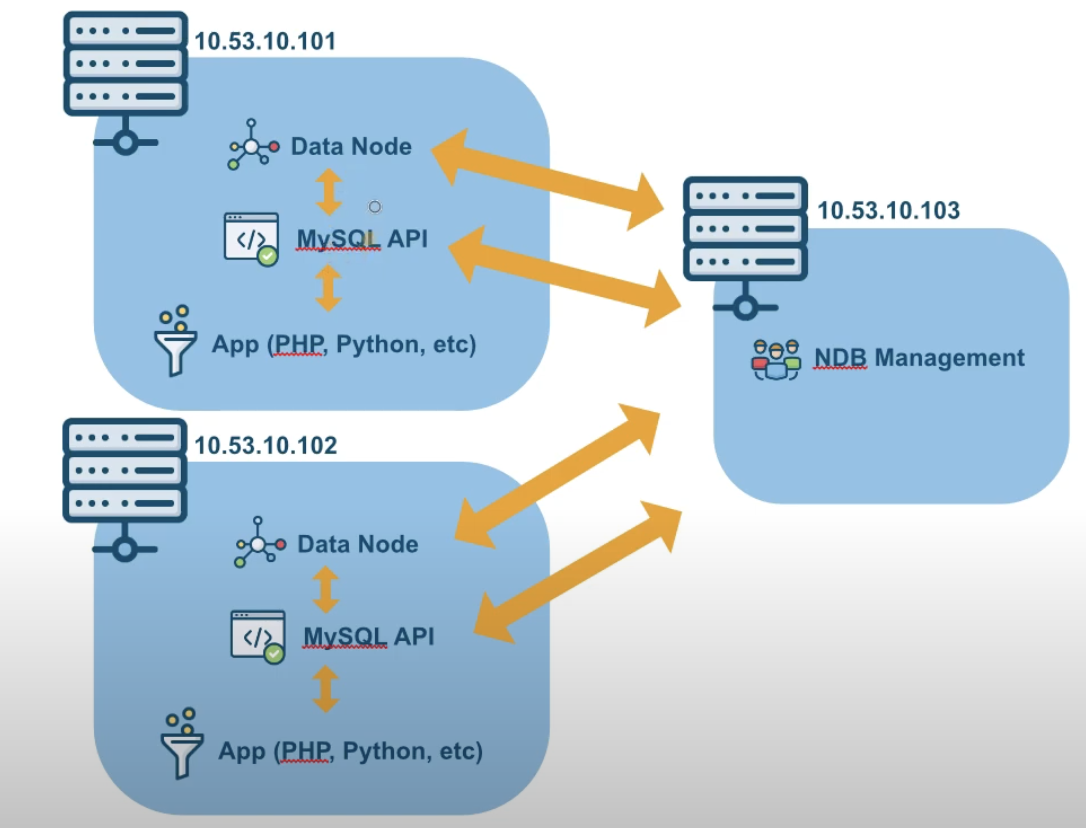 10.53.10.101
Data Node
MySQL API
App (PHP, Python, etc)
10.53.10.103
NDB Management
10.53.10.102
Data Node
MySQL API
App (PHP, Python, etc)